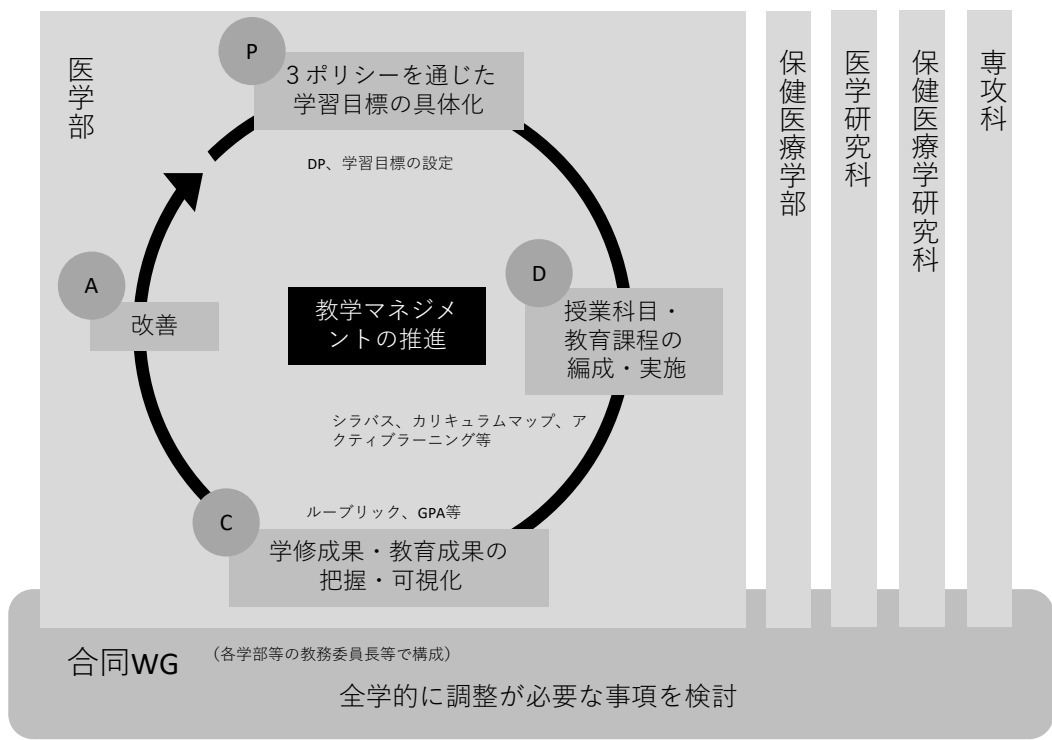 医学部
P
３ポリシーを通じた
学習目標の具体化
DP、学習目標の設定
D
授業科目・
教育課程の
編成・実施
シラバス、カリキュラムマップ、ア
クティブラーニング等
教学マネジメ
ントの推進
A
改善
ルーブリック、GPA等
C
学修成果・教育成果の
把握・可視化
保健医療学部
医学研究科
保健医療学研究科
専攻科
合同WG （各学部等の教務委員長等で構成）
全学的に調整が必要な事項を検討